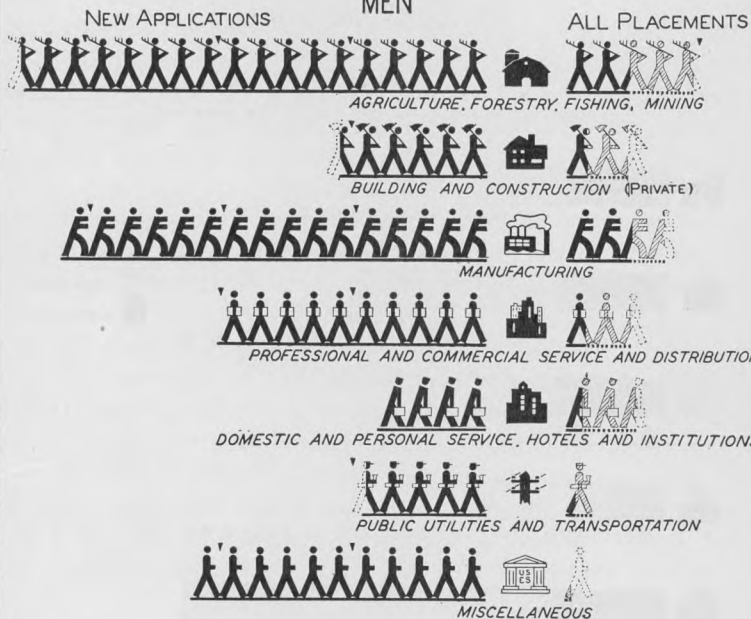 MEN
NEW APPLICATIONS
ALL PLACEMENTS
AGRICULTURE, FORESTRY, FISHING, MINING
BUILDING AND CONSTRUCTION (PRIVATE)
MANUFACTURING
PROFESSIONAL AND COMMERCIAL SERVICE AND DISTRIBUTION
DOMESTIC AND PERSONAL SERVICE, HOTELS AND INSTITUTIONS
PUBLIC UTILITIES AND TRANSPORTATION
US
ES
MISCELLANEOUS